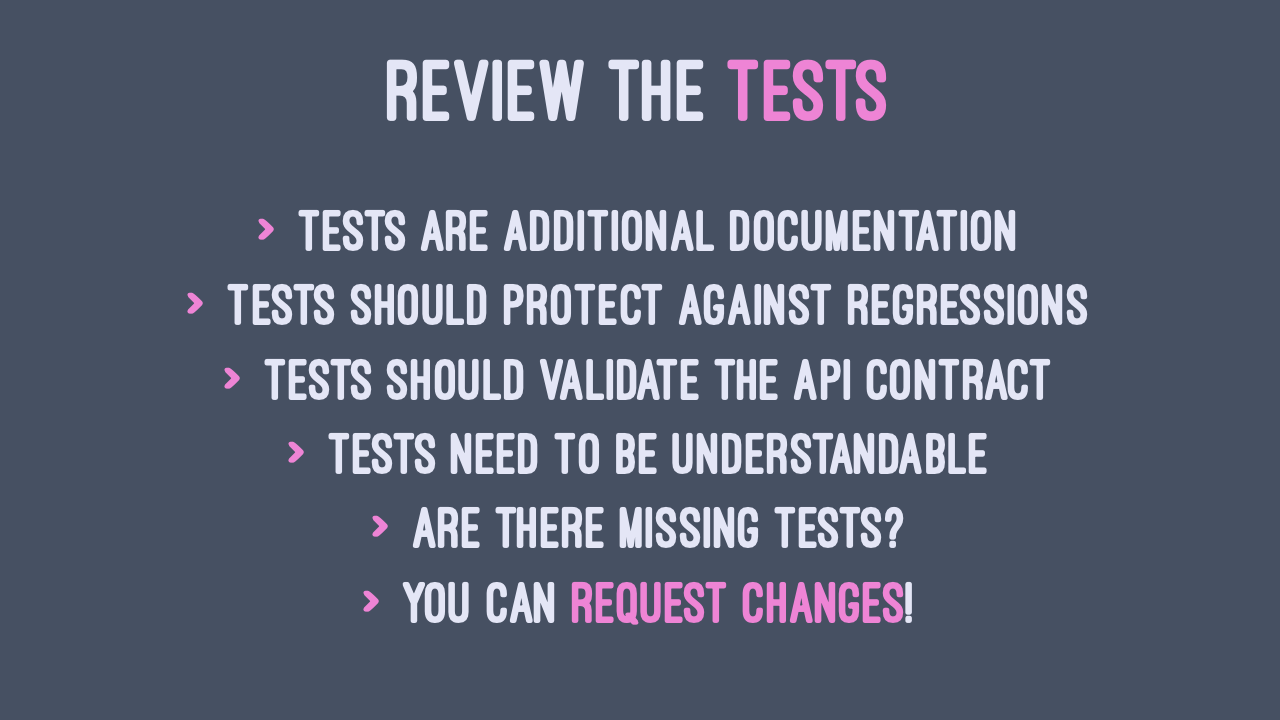 REVIEW THE TESTS
› TESTS ARE ADDITIONAL DOCUMENTATION
› TESTS SHOULD PROTECT AGAINST REGRESSIONS
› TESTS SHOULD VALIDATE THE API CONTRACT
› TESTS NEED TO BE UNDERSTANDABLE
› ARE THERE MISSING TESTS?
› YOU CAN REQUEST CHANGES!